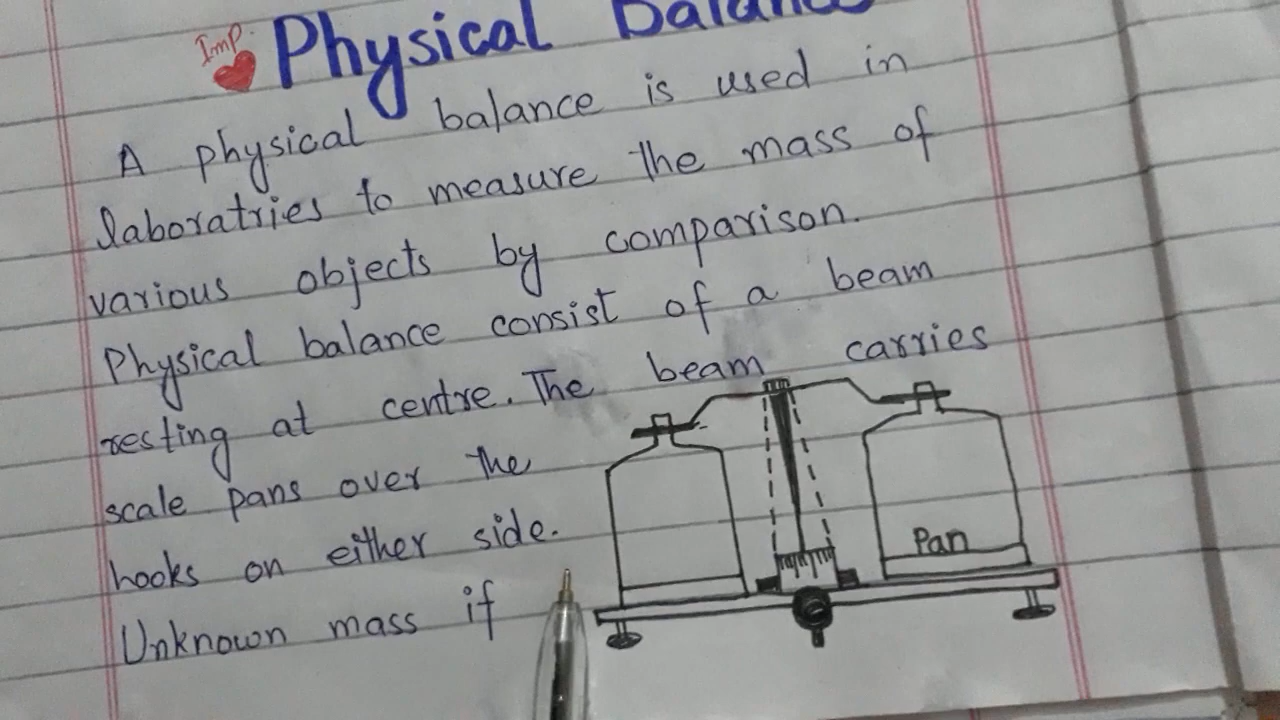 Imp.
Physical Balance
A physical balance is used in
laboratries to measure the mass of
various objects by comparison.
Physical balance consist of a beam
resting at centre. The beam carries
scale pans over the
hooks on either side.
Unknown mass if
Pan